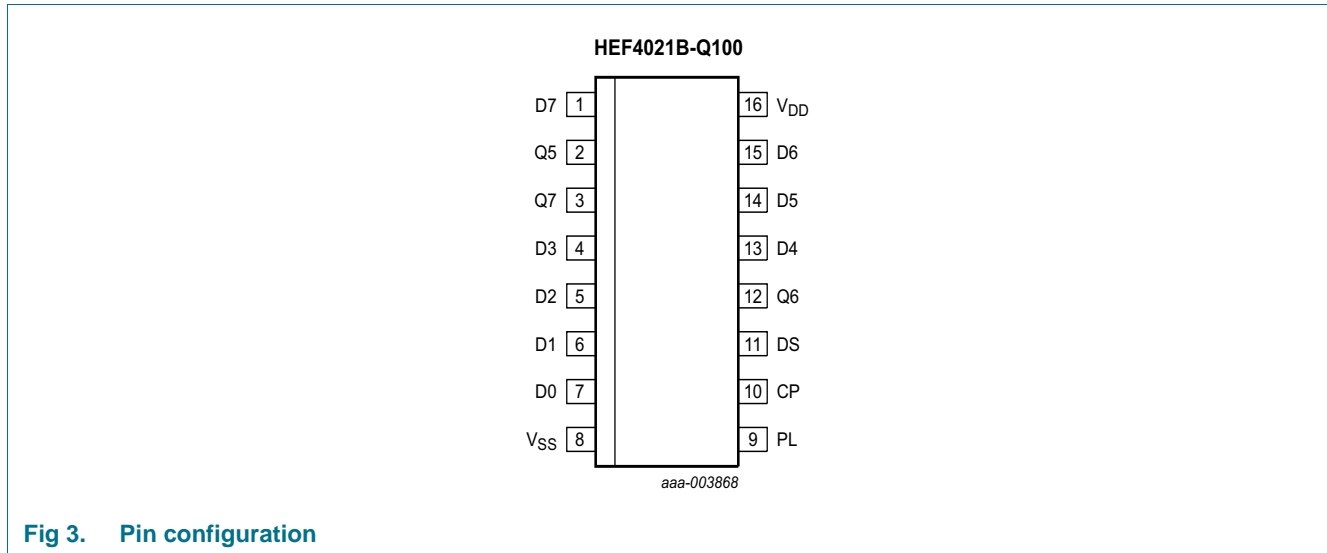 HEF4021B-Q100
D7 1 16 VDD
Q5 2 15 D6
Q7 3 14 D5
D3 4 13 D4
D2 5 12 Q6
D1 6 11 DS
D0 7 10 CP
VSS 8 9 PL
aaa-003868
Fig 3. Pin configuration